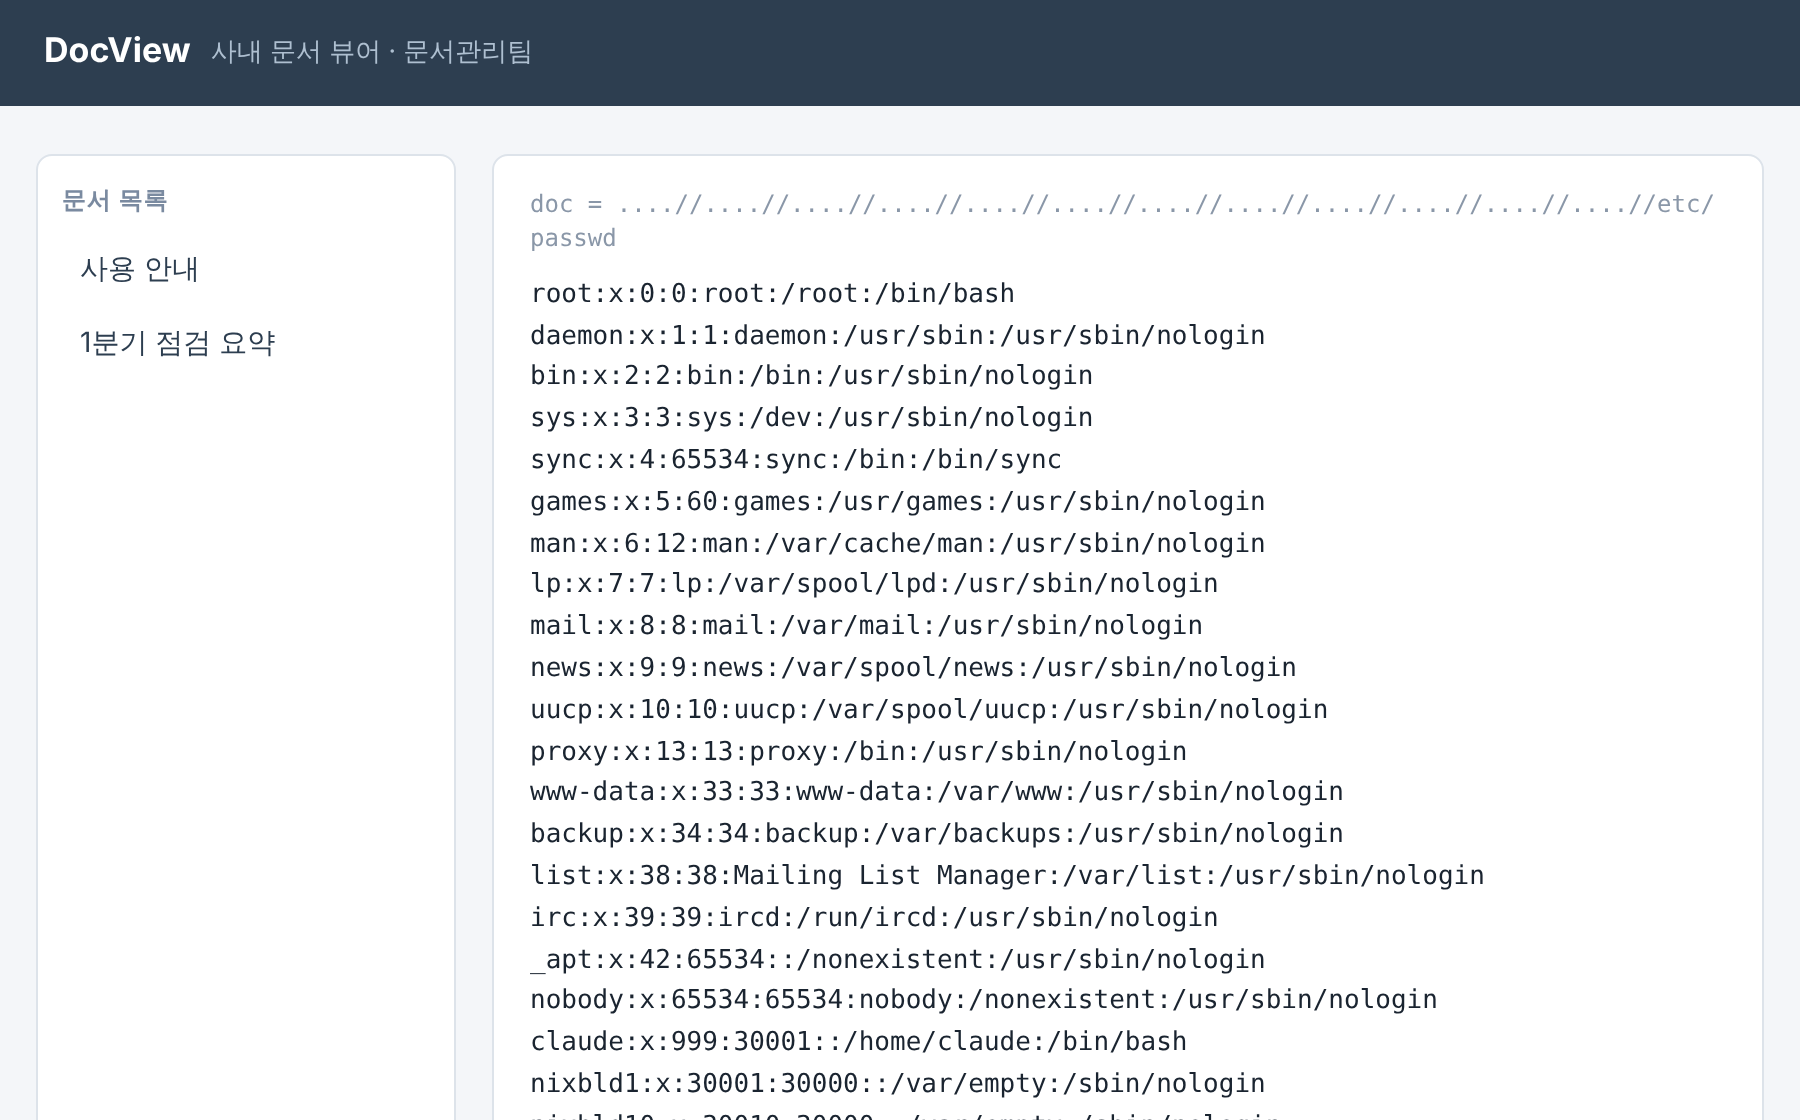 DocView 사내 문서 뷰어 · 문서관리팀
문서 목록
사용 안내
1분기 점검 요약
doc = ....//....//....//....//....//....//....//....//....//....//....//....//etc/
passwd
root:x:0:0:root:/root:/bin/bash
daemon:x:1:1:daemon:/usr/sbin:/usr/sbin/nologin
bin:x:2:2:bin:/bin:/usr/sbin/nologin
sys:x:3:3:sys:/dev:/usr/sbin/nologin
sync:x:4:65534:sync:/bin:/bin/sync
games:x:5:60:games:/usr/games:/usr/sbin/nologin
man:x:6:12:man:/var/cache/man:/usr/sbin/nologin
lp:x:7:7:lp:/var/spool/lpd:/usr/sbin/nologin
mail:x:8:8:mail:/var/mail:/usr/sbin/nologin
news:x:9:9:news:/var/spool/news:/usr/sbin/nologin
uucp:x:10:10:uucp:/var/spool/uucp:/usr/sbin/nologin
proxy:x:13:13:proxy:/bin:/usr/sbin/nologin
www-data:x:33:33:www-data:/var/www:/usr/sbin/nologin
backup:x:34:34:backup:/var/backups:/usr/sbin/nologin
list:x:38:38:Mailing List Manager:/var/list:/usr/sbin/nologin
irc:x:39:39:ircd:/run/ircd:/usr/sbin/nologin
_apt:x:42:65534::/nonexistent:/usr/sbin/nologin
nobody:x:65534:65534:nobody:/nonexistent:/usr/sbin/nologin
claude:x:999:30001::/home/claude:/bin/bash
nixbld1:x:30001:30000::/var/empty:/sbin/nologin